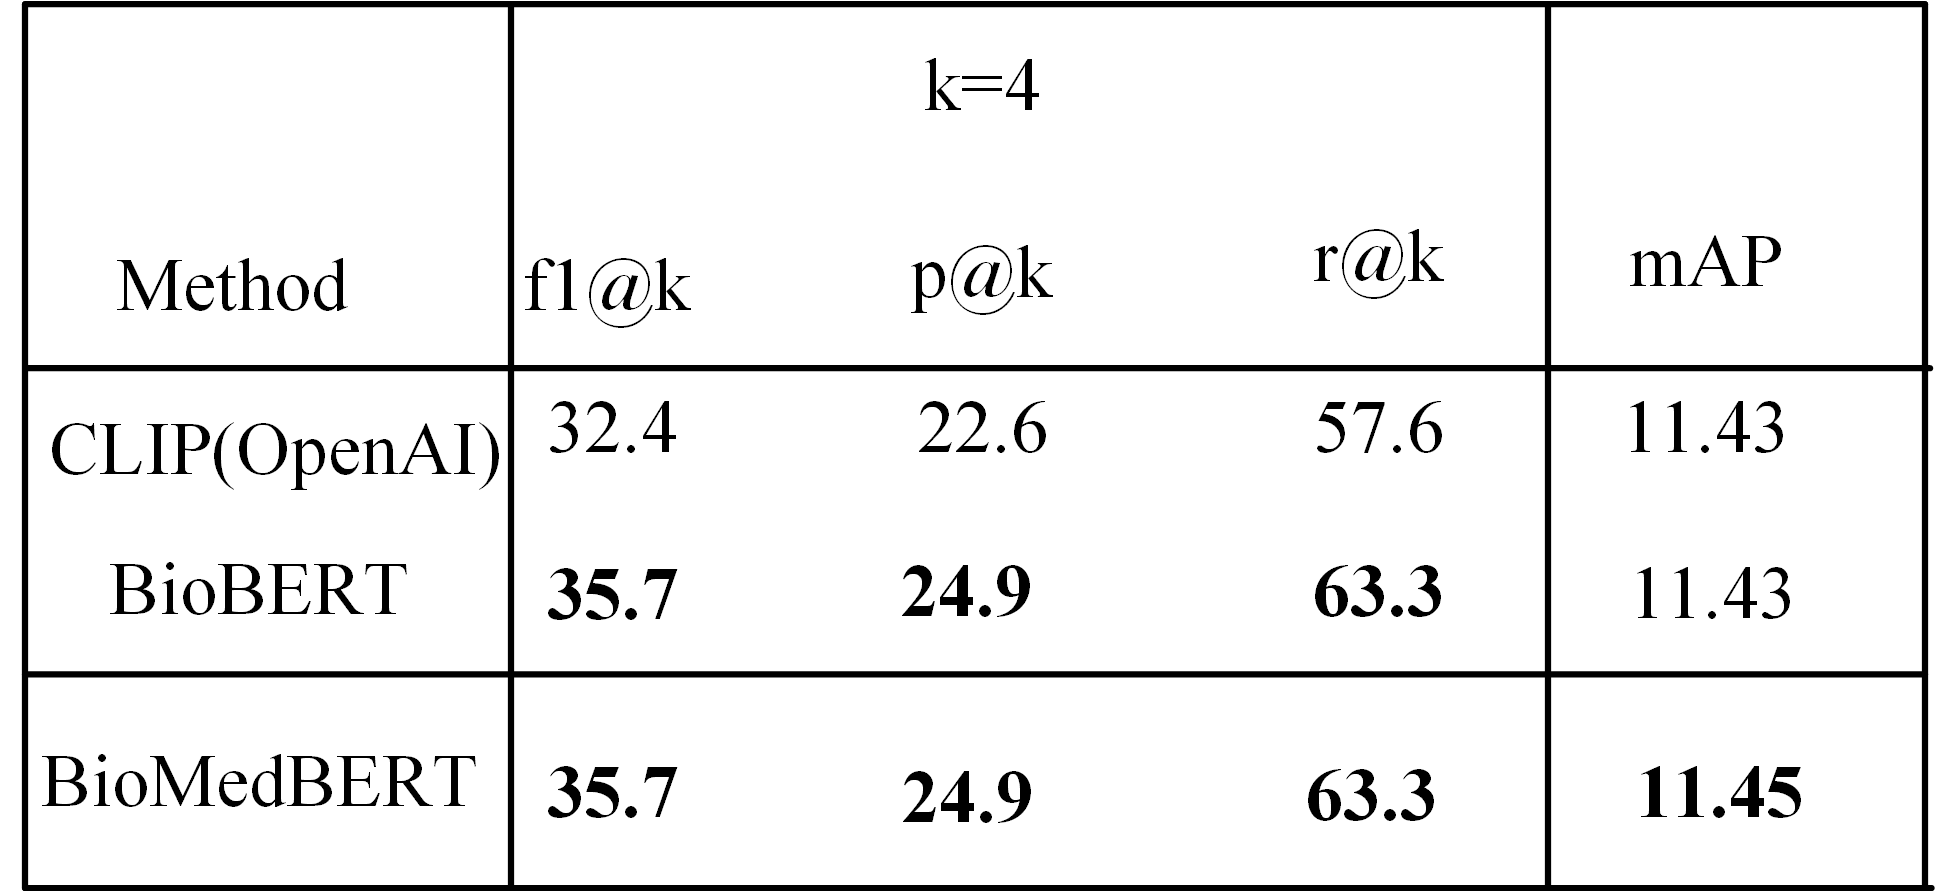 k=4
Method f1@k p@k r@k mAP
CLIP(OpenAI) 32.4 22.6 57.6 11.43
BioBERT 35.7 24.9 63.3 11.43
BioMedBERT 35.7 24.9 63.3 11.45